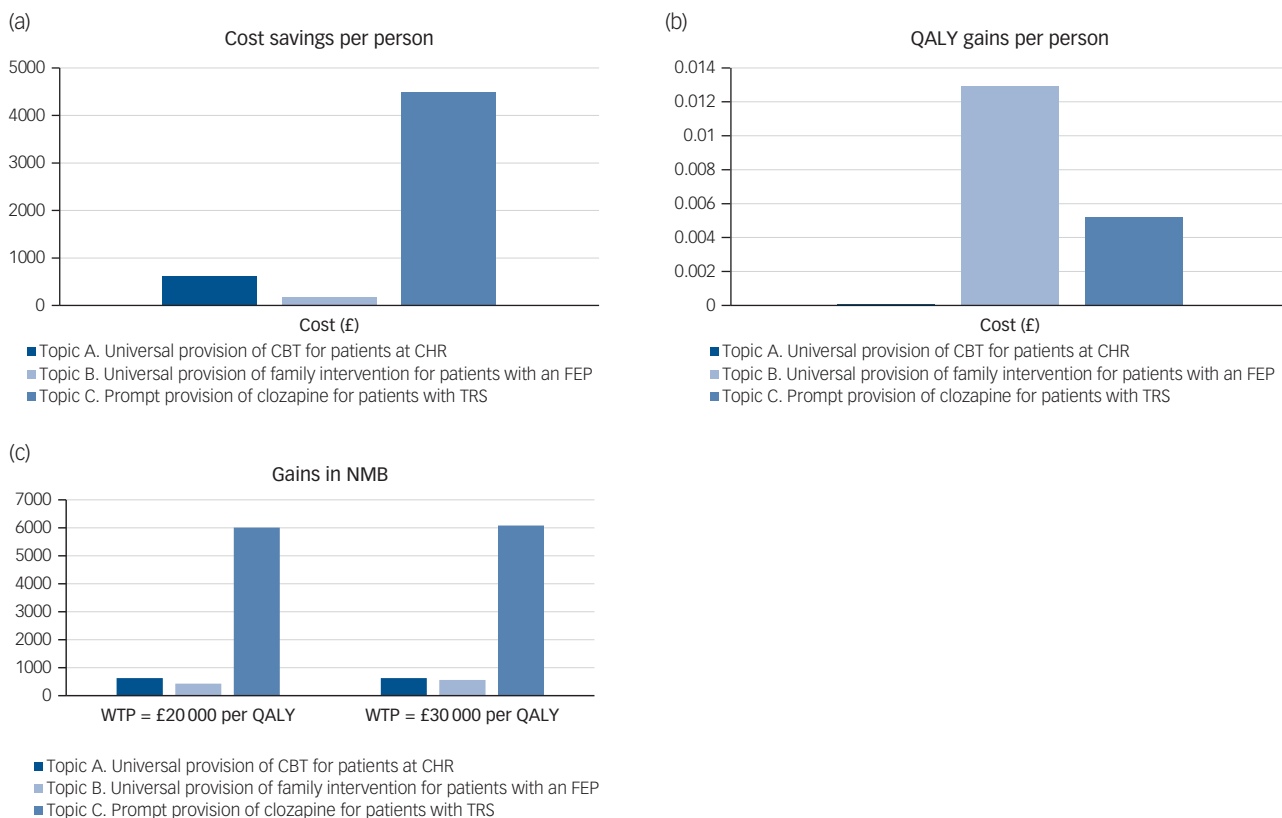 (a)
Cost savings per person
5000
4000
3000
2000
1000
0
Cost (£)
Topic A. Universal provision of CBT for patients at CHR
Topic B. Universal provision of family intervention for patients with an FEP
Topic C. Prompt provision of clozapine for patients with TRS
(b)
QALY gains per person
0.014
0.012
0.01
0.008
0.006
0.004
0.002
0
Cost (£)
Topic A. Universal provision of CBT for patients at CHR
Topic B. Universal provision of family intervention for patients with an FEP
Topic C. Prompt provision of clozapine for patients with TRS
(c)
Gains in NMB
7000
6000
5000
4000
3000
2000
1000
0
WTP = £20 000 per QALY
WTP = £30 000 per QALY
Topic A. Universal provision of CBT for patients at CHR
Topic B. Universal provision of family intervention for patients with an FEP
Topic C. Prompt provision of clozapine for patients with TRS